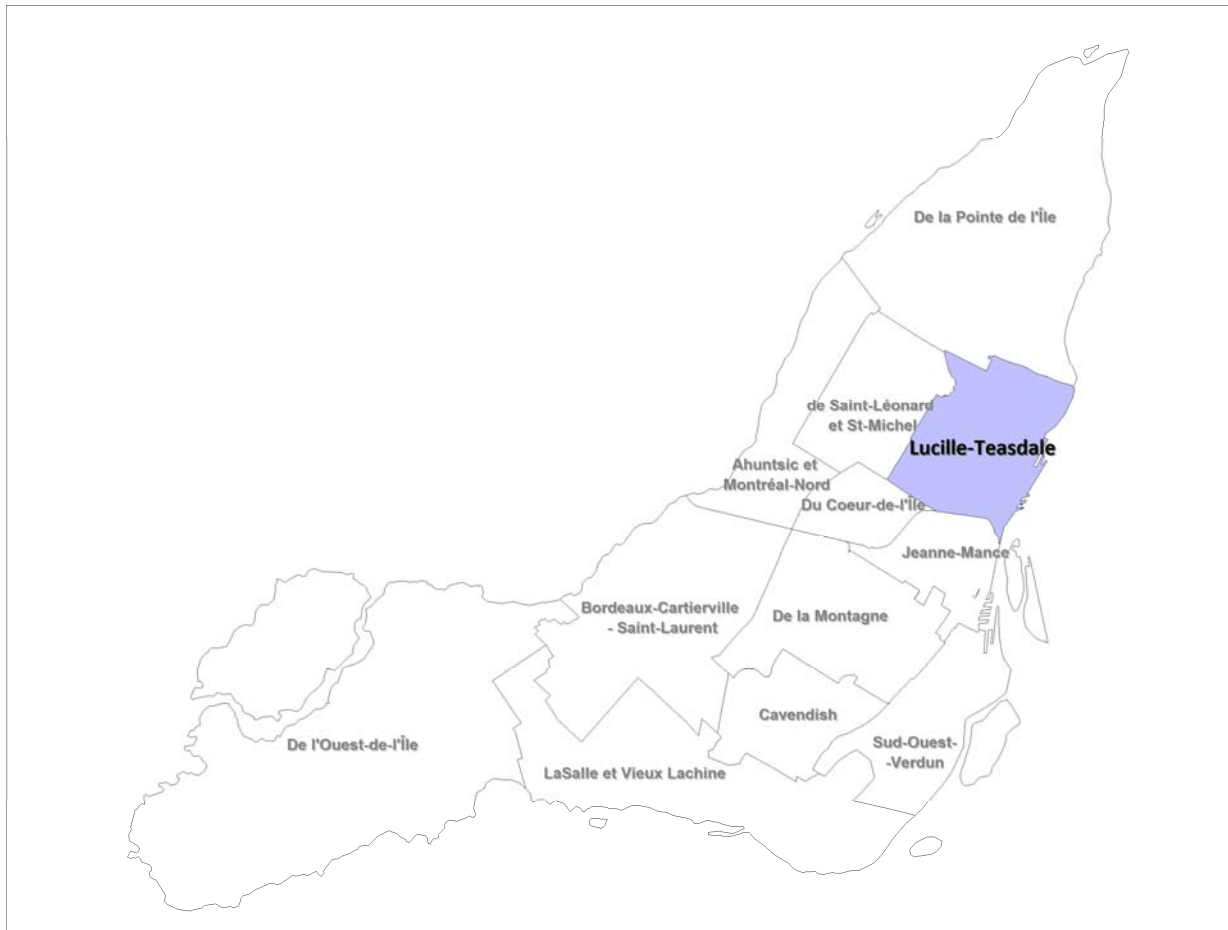 De la Pointe de l'Île
de Saint-Léonard
et St-Michel
Lucille-Teasdale
Ahuntsic et
Montréal-Nord
Du Coeur-de-l'Île
Jeanne-Mance
Bordeaux-Cartierville
- Saint-Laurent
De la Montagne
Cavendish
De l'Ouest-de-l'Île
Sud-Ouest-
-Verdun
LaSalle et Vieux Lachine